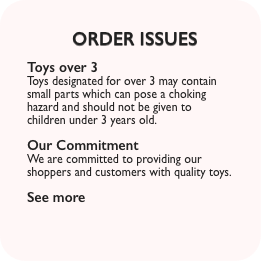 ORDER ISSUES
Toys over 3
Toys designated for over 3 may contain
small parts which can pose a choking
hazard and should not be given to
children under 3 years old.
Our Commitment
We are committed to providing our
shoppers and customers with quality toys.
See more